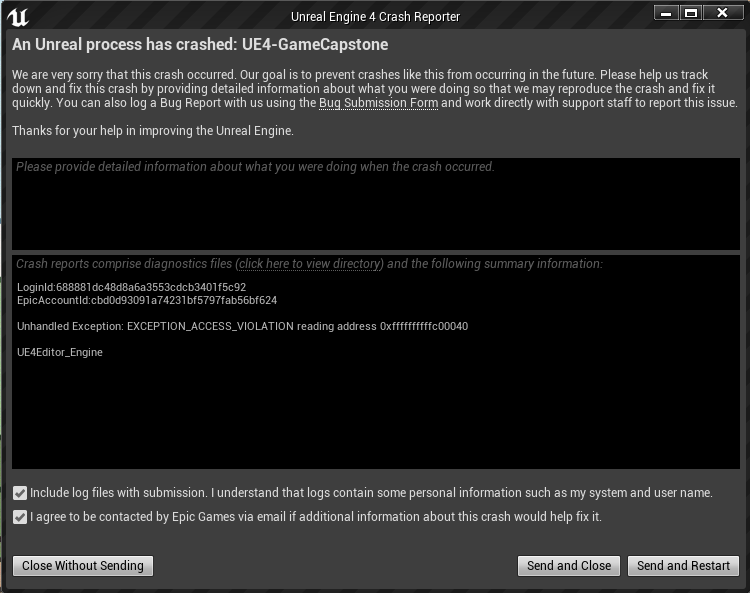 Unreal Engine 4 Crash Reporter
An Unreal process has crashed: UE4-GameCapstone
We are very sorry that this crash occurred. Our goal is to prevent crashes like this from occurring in the future. Please help us track
down and fix this crash by providing detailed information about what you were doing so that we may reproduce the crash and fix it
quickly. You can also log a Bug Report with us using the Bug Submission Form and work directly with support staff to report this issue.
Thanks for your help in improving the Unreal Engine.
Please provide detailed information about what you were doing when the crash occurred.
Crash reports comprise diagnostics files (click here to view directory) and the following summary information:
LoginId:688881dc48d8a6a3553cdcb3401f5c92
EpicAccountId:cbd0d93091a74231bf5797fab56bf624
Unhandled Exception: EXCEPTION_ACCESS_VIOLATION reading address 0xffffffffffc00040
UE4Editor_Engine
Include log files with submission. I understand that logs contain some personal information such as my system and user name.
I agree to be contacted by Epic Games via email if additional information about this crash would help fix it.
Close Without Sending
Send and Close
Send and Restart